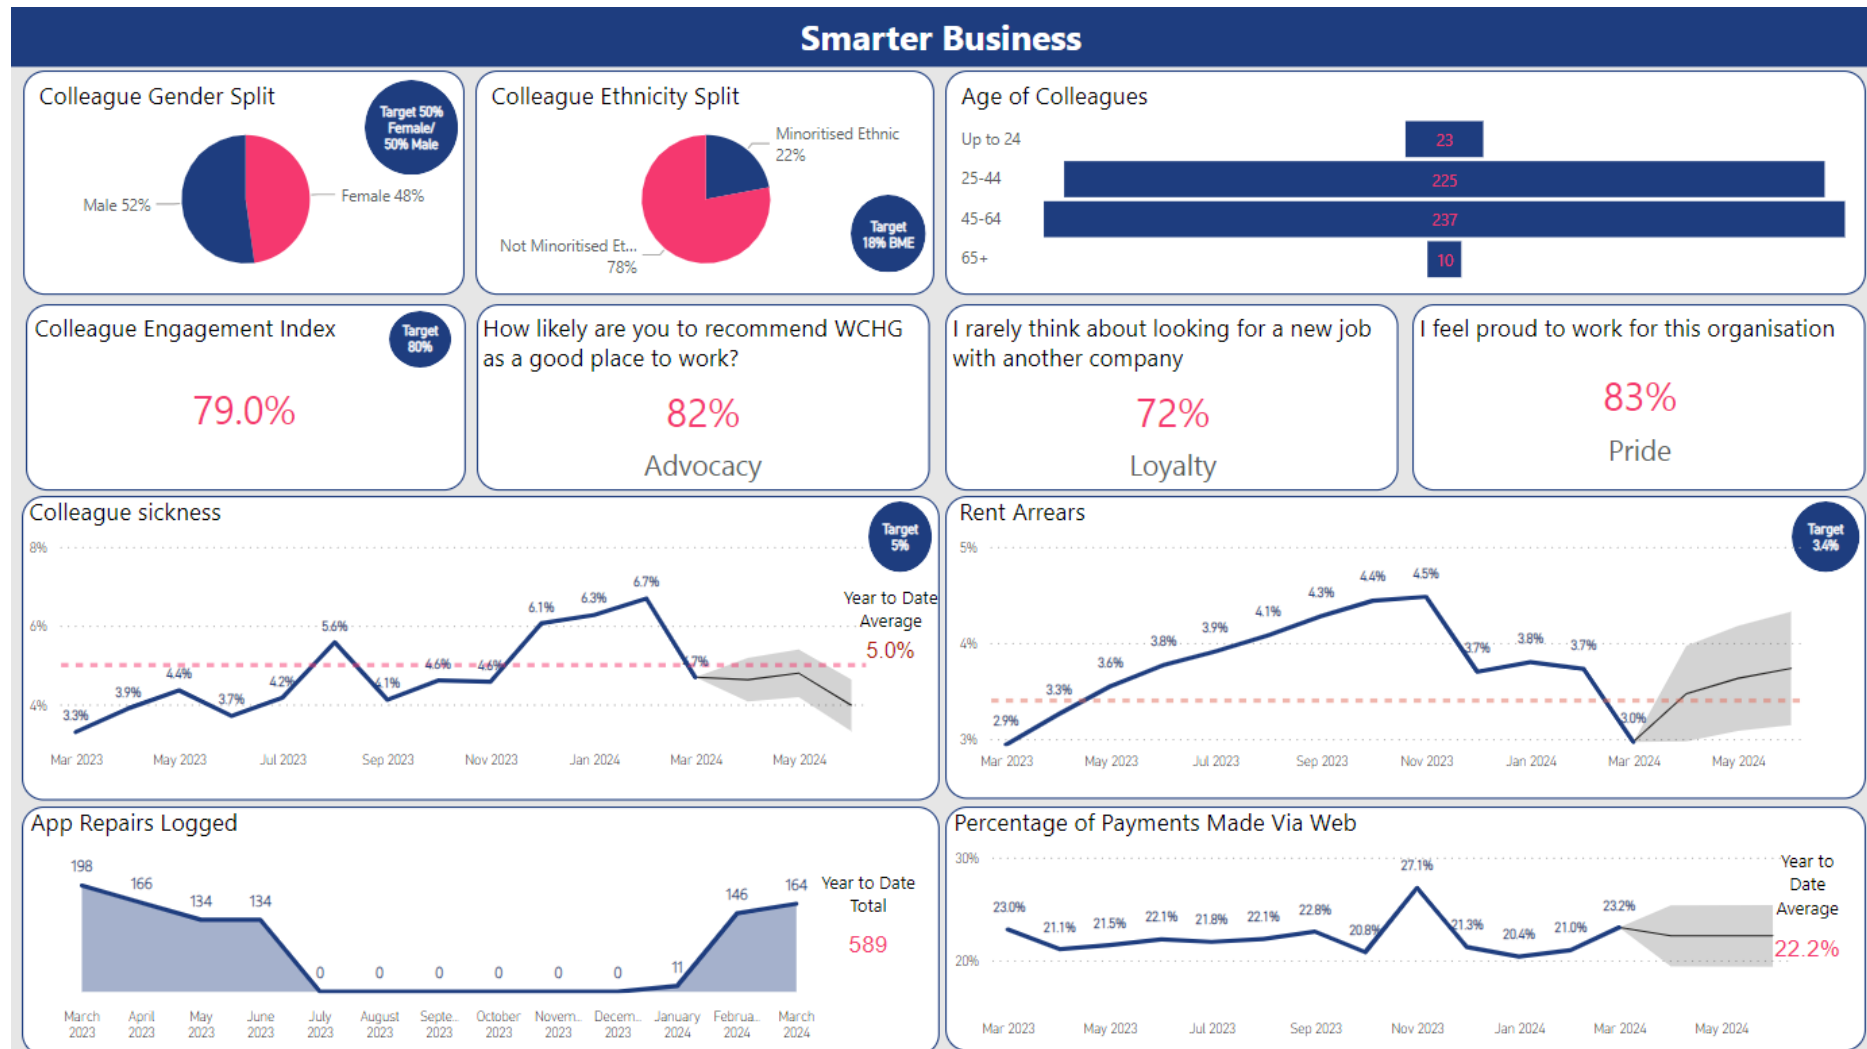 Smarter Business
Colleague Gender Split
Target 50%
Female/
50% Male
Male 52%
Female 48%
Colleague Ethnicity Split
Minoritised Ethnic
22%
Not Minoritised Et...
78%
Target
18% BME
Age of Colleagues
Up to 24
23
25-44
225
45-64
237
65+
10
Colleague Engagement Index
Target
80%
79.0%
How likely are you to recommend WCHG
as a good place to work?
82%
Advocacy
I rarely think about looking for a new job
with another company
72%
Loyalty
I feel proud to work for this organisation
83%
Pride
Colleague sickness
Target
5%
8%
6%
4%
3.3%
3.9%
4.4%
3.7%
4.2%
5.6%
4.1%
4.6%
4.6%
6.1%
6.3%
6.7%
4.7%
Year to Date
Average
5.0%
Mar 2023
May 2023
Jul 2023
Sep 2023
Nov 2023
Jan 2024
Mar 2024
May 2024
Rent Arrears
Target
3.4%
5%
4%
3%
2.9%
3.3%
3.6%
3.8%
3.9%
4.1%
4.3%
4.4%
4.5%
3.7%
3.8%
3.7%
3.0%
Mar 2023
May 2023
Jul 2023
Sep 2023
Nov 2023
Jan 2024
Mar 2024
May 2024
App Repairs Logged
198
166
134
134
0
0
0
0
0
0
11
146
164
Year to Date
Total
589
March
2023
April
2023
May
2023
June
2023
July
2023
August
2023
Septe...
2023
October
2023
Novem...
2023
Decem...
2023
January
2024
Februa...
2024
March
2024
Percentage of Payments Made Via Web
30%
20%
23.0%
21.1%
21.5%
22.1%
21.8%
22.1%
22.8%
20.8%
27.1%
21.3%
20.4%
21.0%
23.2%
Year to
Date
Average
22.2%
Mar 2023
May 2023
Jul 2023
Sep 2023
Nov 2023
Jan 2024
Mar 2024
May 2024